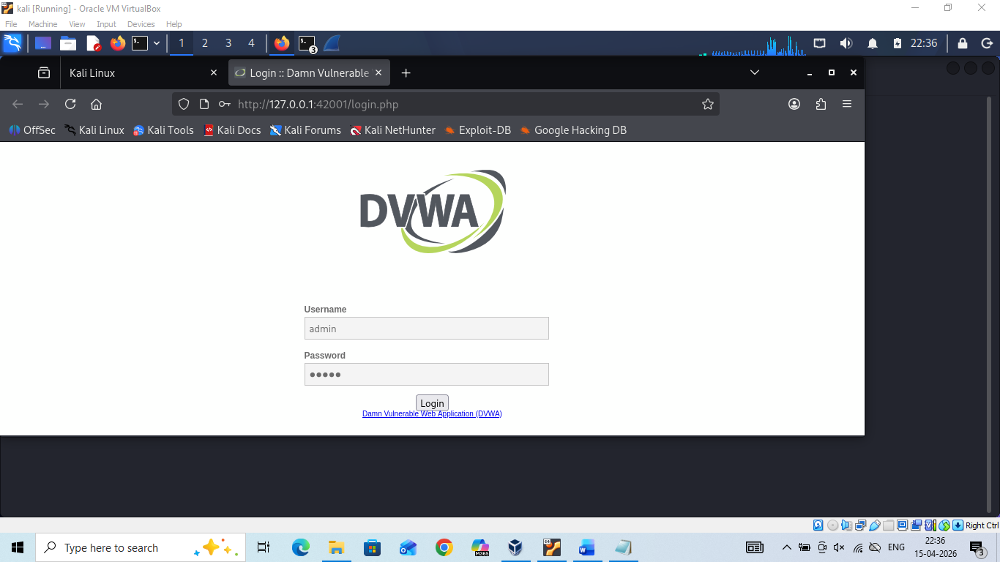 kali [Running] - Oracle VM VirtualBox
File Machine View Input Devices Help
1 2 3 4 3 22:36
Kali Linux Login :: Damn Vulnerable
http://127.0.0.1:42001/login.php
OffSec Kali Linux Kali Tools Kali Docs Kali Forums Kali NetHunter Exploit-DB Google Hacking DB
DVWA
Username
admin
Password
●●●●●
Login
Damn Vulnerable Web Application (DVWA)
Right Ctrl
Type here to search
M365
64
ENG
22:36
15-04-2026
3